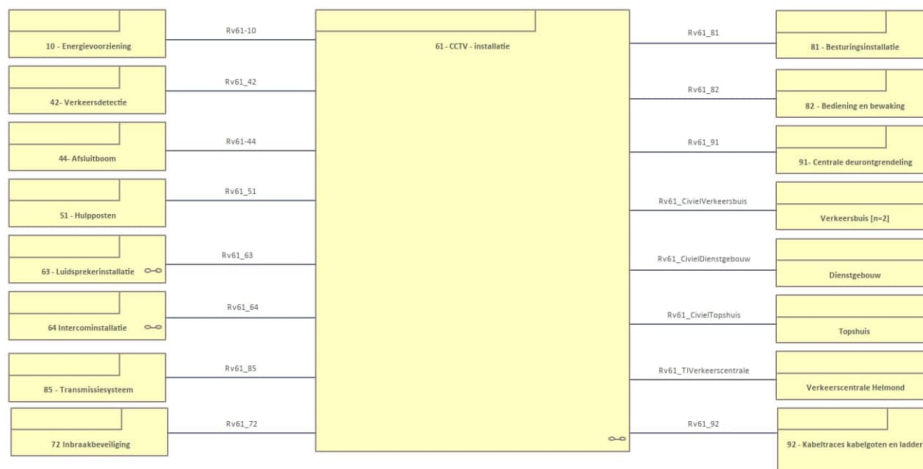 Rv61-10
10 - Energievoorziening
Rv61_42
42- Verkeersdetectie
Rv61-44
44- Afsluitboom
Rv61_51
51 - Hulpposten
Rv61_63
63 - Luidsprekerinstallatie
Rv61_64
64 Intercominstallatie
Rv61_85
85 - Transmissiesysteem
Rv61_72
72 Inbraakbeveiliging
61 - CCTV - installatie
Rv61_81
81 - Besturingsinstallatie
Rv61_82
82 - Bediening en bewaking
Rv61_91
91- Centrale deurontgrendeling
Rv61_CivielVerkeersbuis
Verkeersbuis [n=2]
Rv61_CivielDienstgebouw
Dienstgebouw
Rv61_CivielTopshuis
Topshuis
Rv61_TIVerkeerscentrale
Verkeerscentrale Helmond
Rv61_92
92 - Kabeltraces kabelgoten en ladder